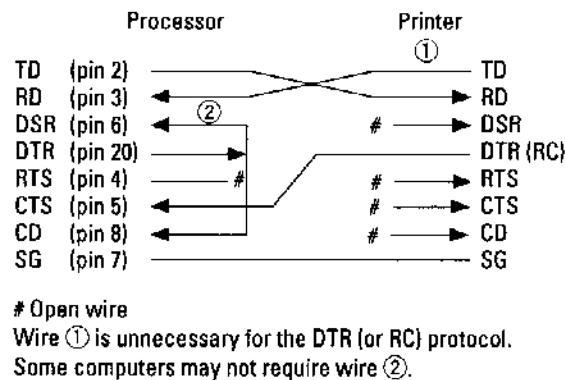 Processor Printer
①
TD (pin 2) TD
RD (pin 3) RD
② 
DSR (pin 6) # DSR
DTR (pin 20) DTR (RC)
RTS (pin 4) # # RTS
CTS (pin 5) # CTS
CD (pin 8) # CD
SG (pin 7) SG
# Open wire
Wire ① is unnecessary for the DTR (or RC) protocol.
Some computers may not require wire ②.